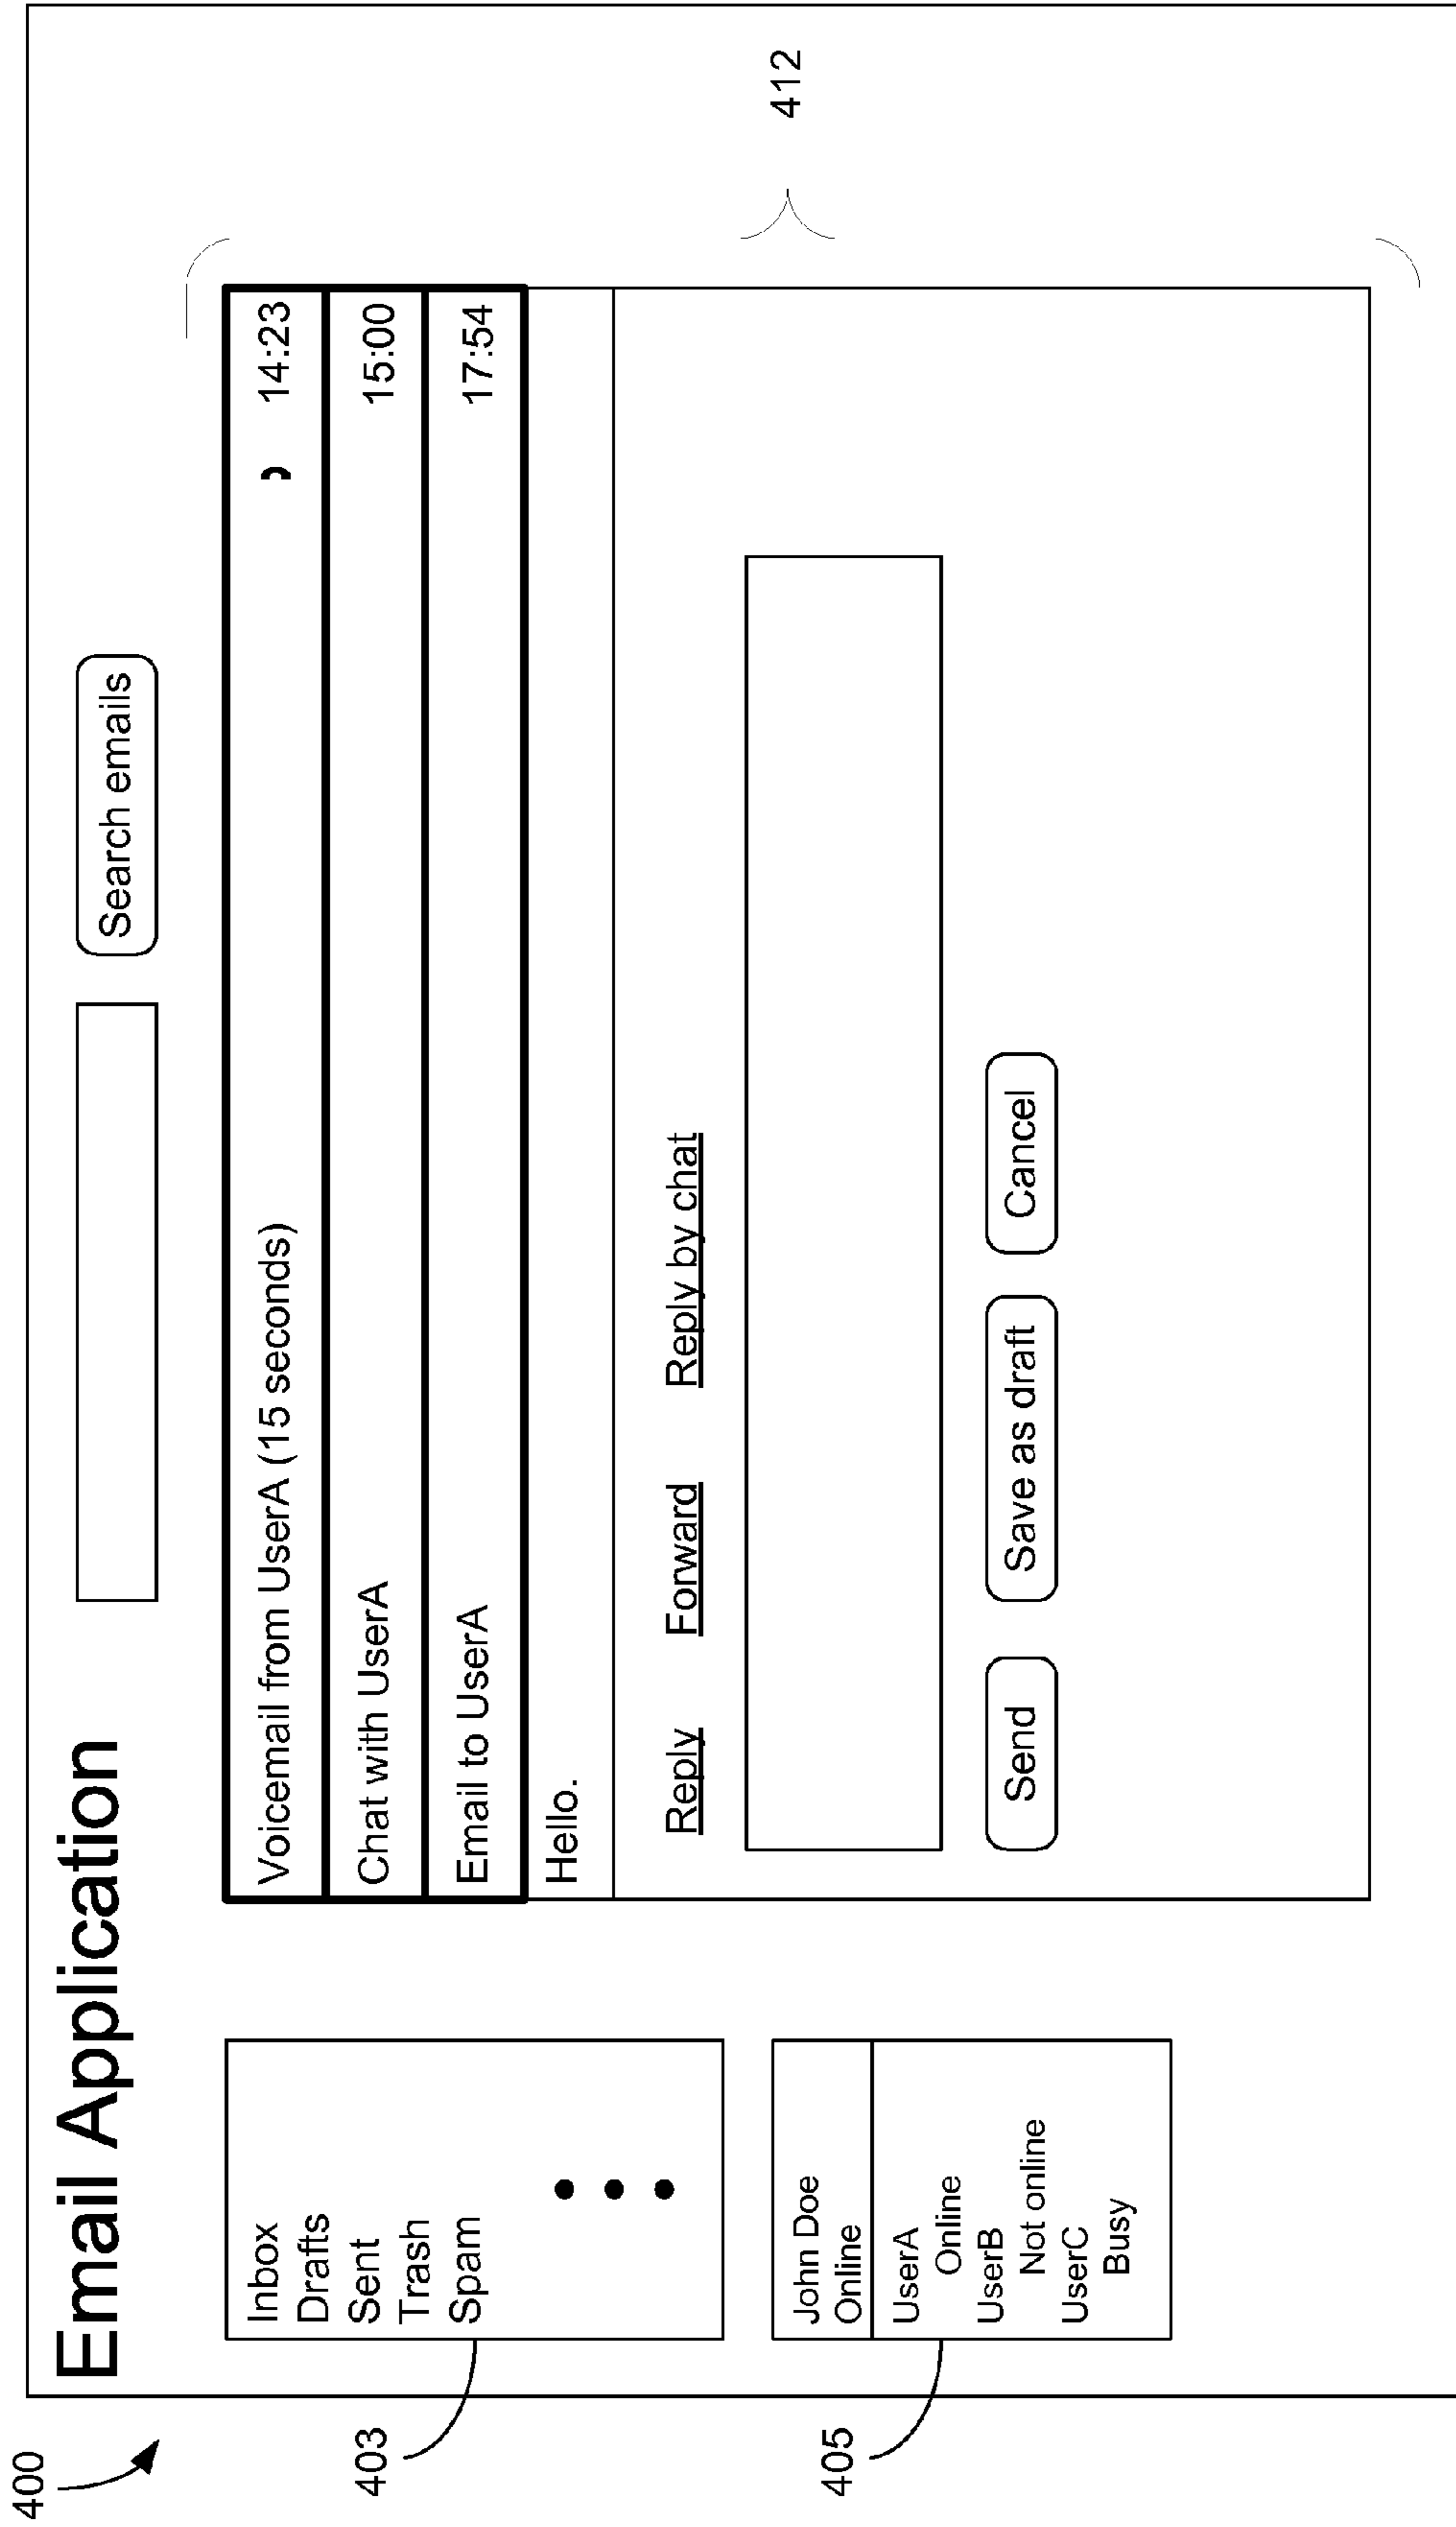 400
Email Application
Search emails
403
Inbox
Drafts
Sent
Trash
Spam
405
John Doe
Online
UserA
Online
UserB
Not online
UserC
Busy
Voicemail from UserA (15 seconds) 14:23
Chat with UserA 15:00
Email to UserA 17:54
Hello.
Reply Forward Reply by chat
Send Save as draft Cancel
412